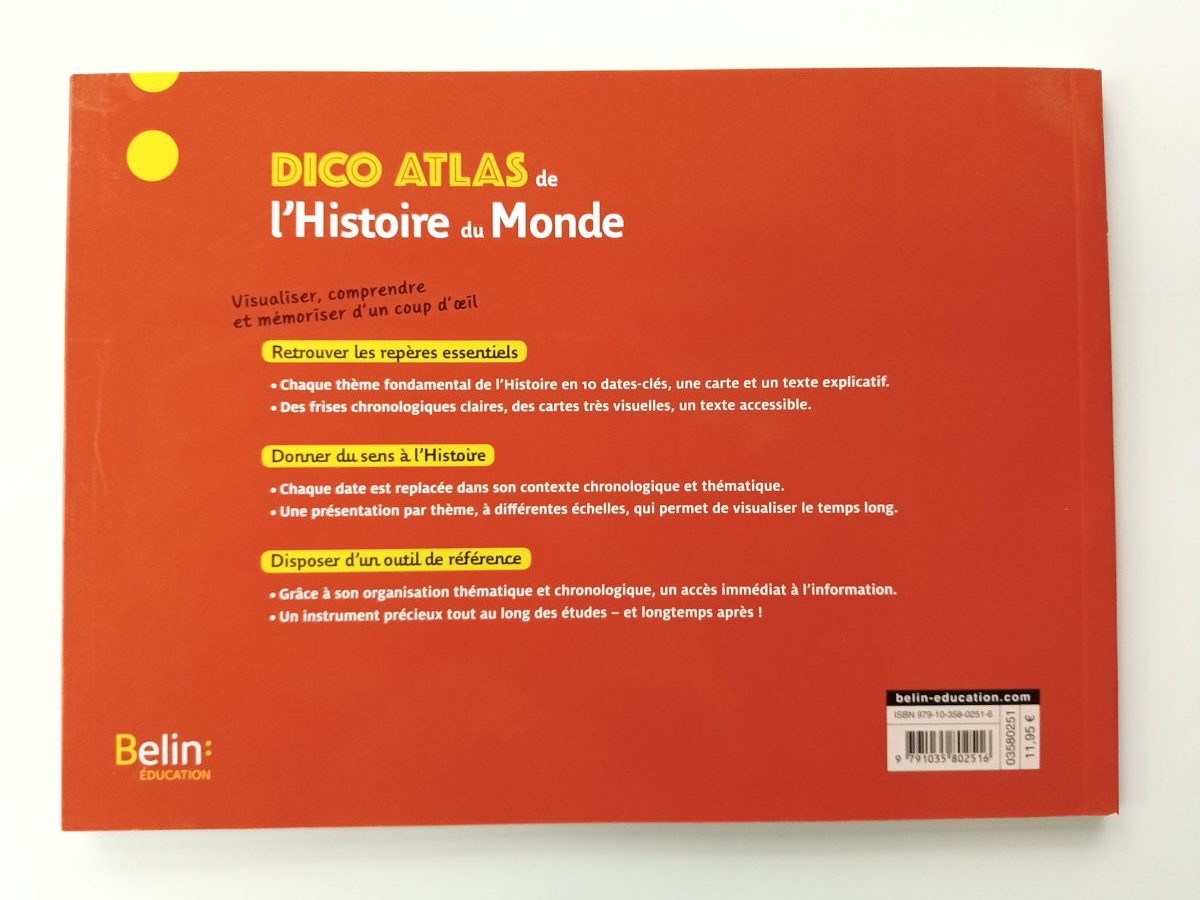 DICO ATLAS de
l'Histoire du Monde
Visualiser, comprendre
et mémoriser d'un coup d'œil
Retrouver les repères essentiels
• Chaque thème fondamental de l'Histoire en 10 dates-clés, une carte et un texte explicatif.
• Des frises chronologiques claires, des cartes très visuelles, un texte accessible.
Donner du sens à l'Histoire
• Chaque date est replacée dans son contexte chronologique et thématique.
• Une présentation par thème, à différentes échelles, qui permet de visualiser le temps long.
Disposer d'un outil de référence
• Grâce à son organisation thématique et chronologique, un accès immédiat à l'information.
• Un instrument précieux tout au long des études – et longtemps après !
Belin:
ÉDUCATION
belin-education.com
ISBN 979-10-358-0251-6
9 791035 802516
03580251
11,95 €